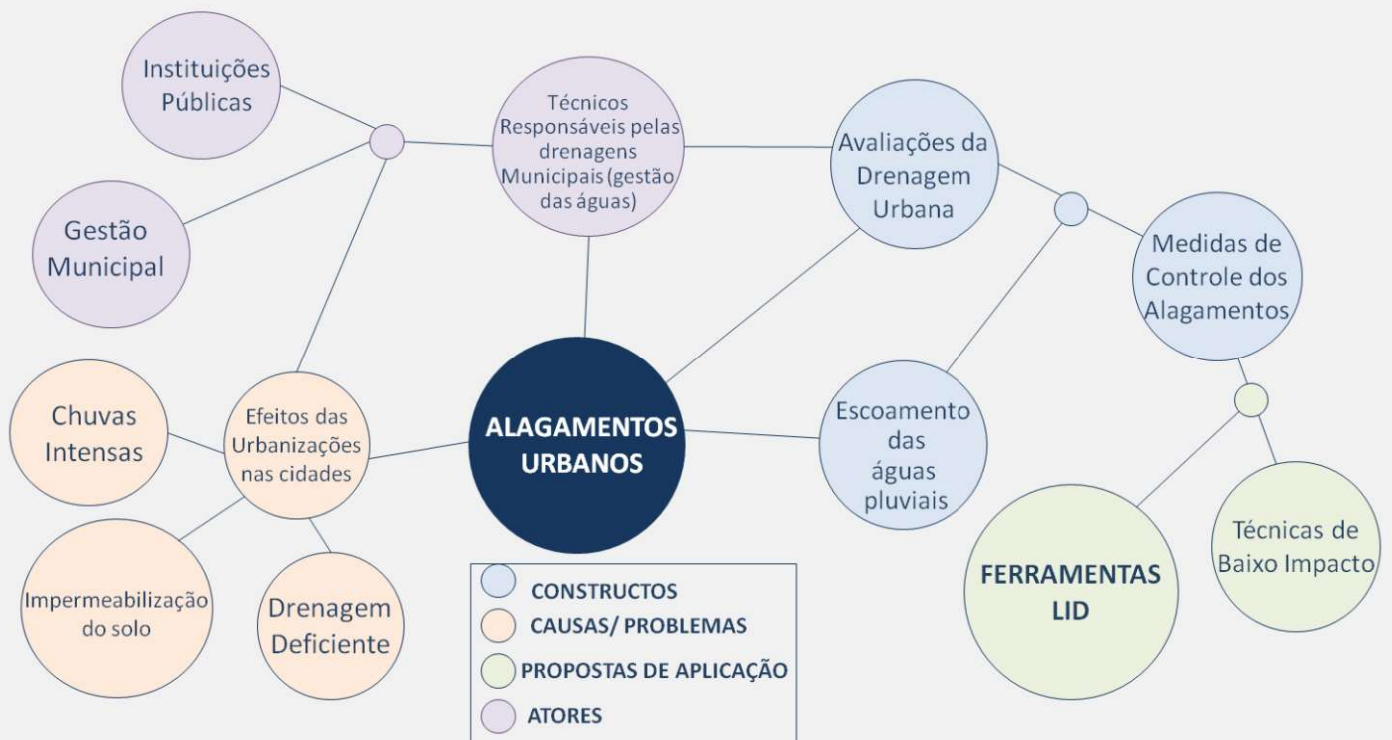 Instituições
Públicas
Técnicos
Responsáveis pelas
drenagens
Municipais (gestão
das águas)
Avaliações da
Drenagem
Urbana
Gestão
Municipal
Medidas de
Controle dos
Alagamentos
Chuvas
Intensas
Efeitos das
Urbanizações
nas cidades
ALAGAMENTOS
URBANOS
Escoamento
das
águas
pluviais
Impermeabilização
do solo
Drenagem
Deficiente
FERRAMENTAS
LID
Técnicas de
Baixo Impacto
CONSTRUCTOS
CAUSAS/ PROBLEMAS
PROPOSTAS DE APLICAÇÃO
ATORES